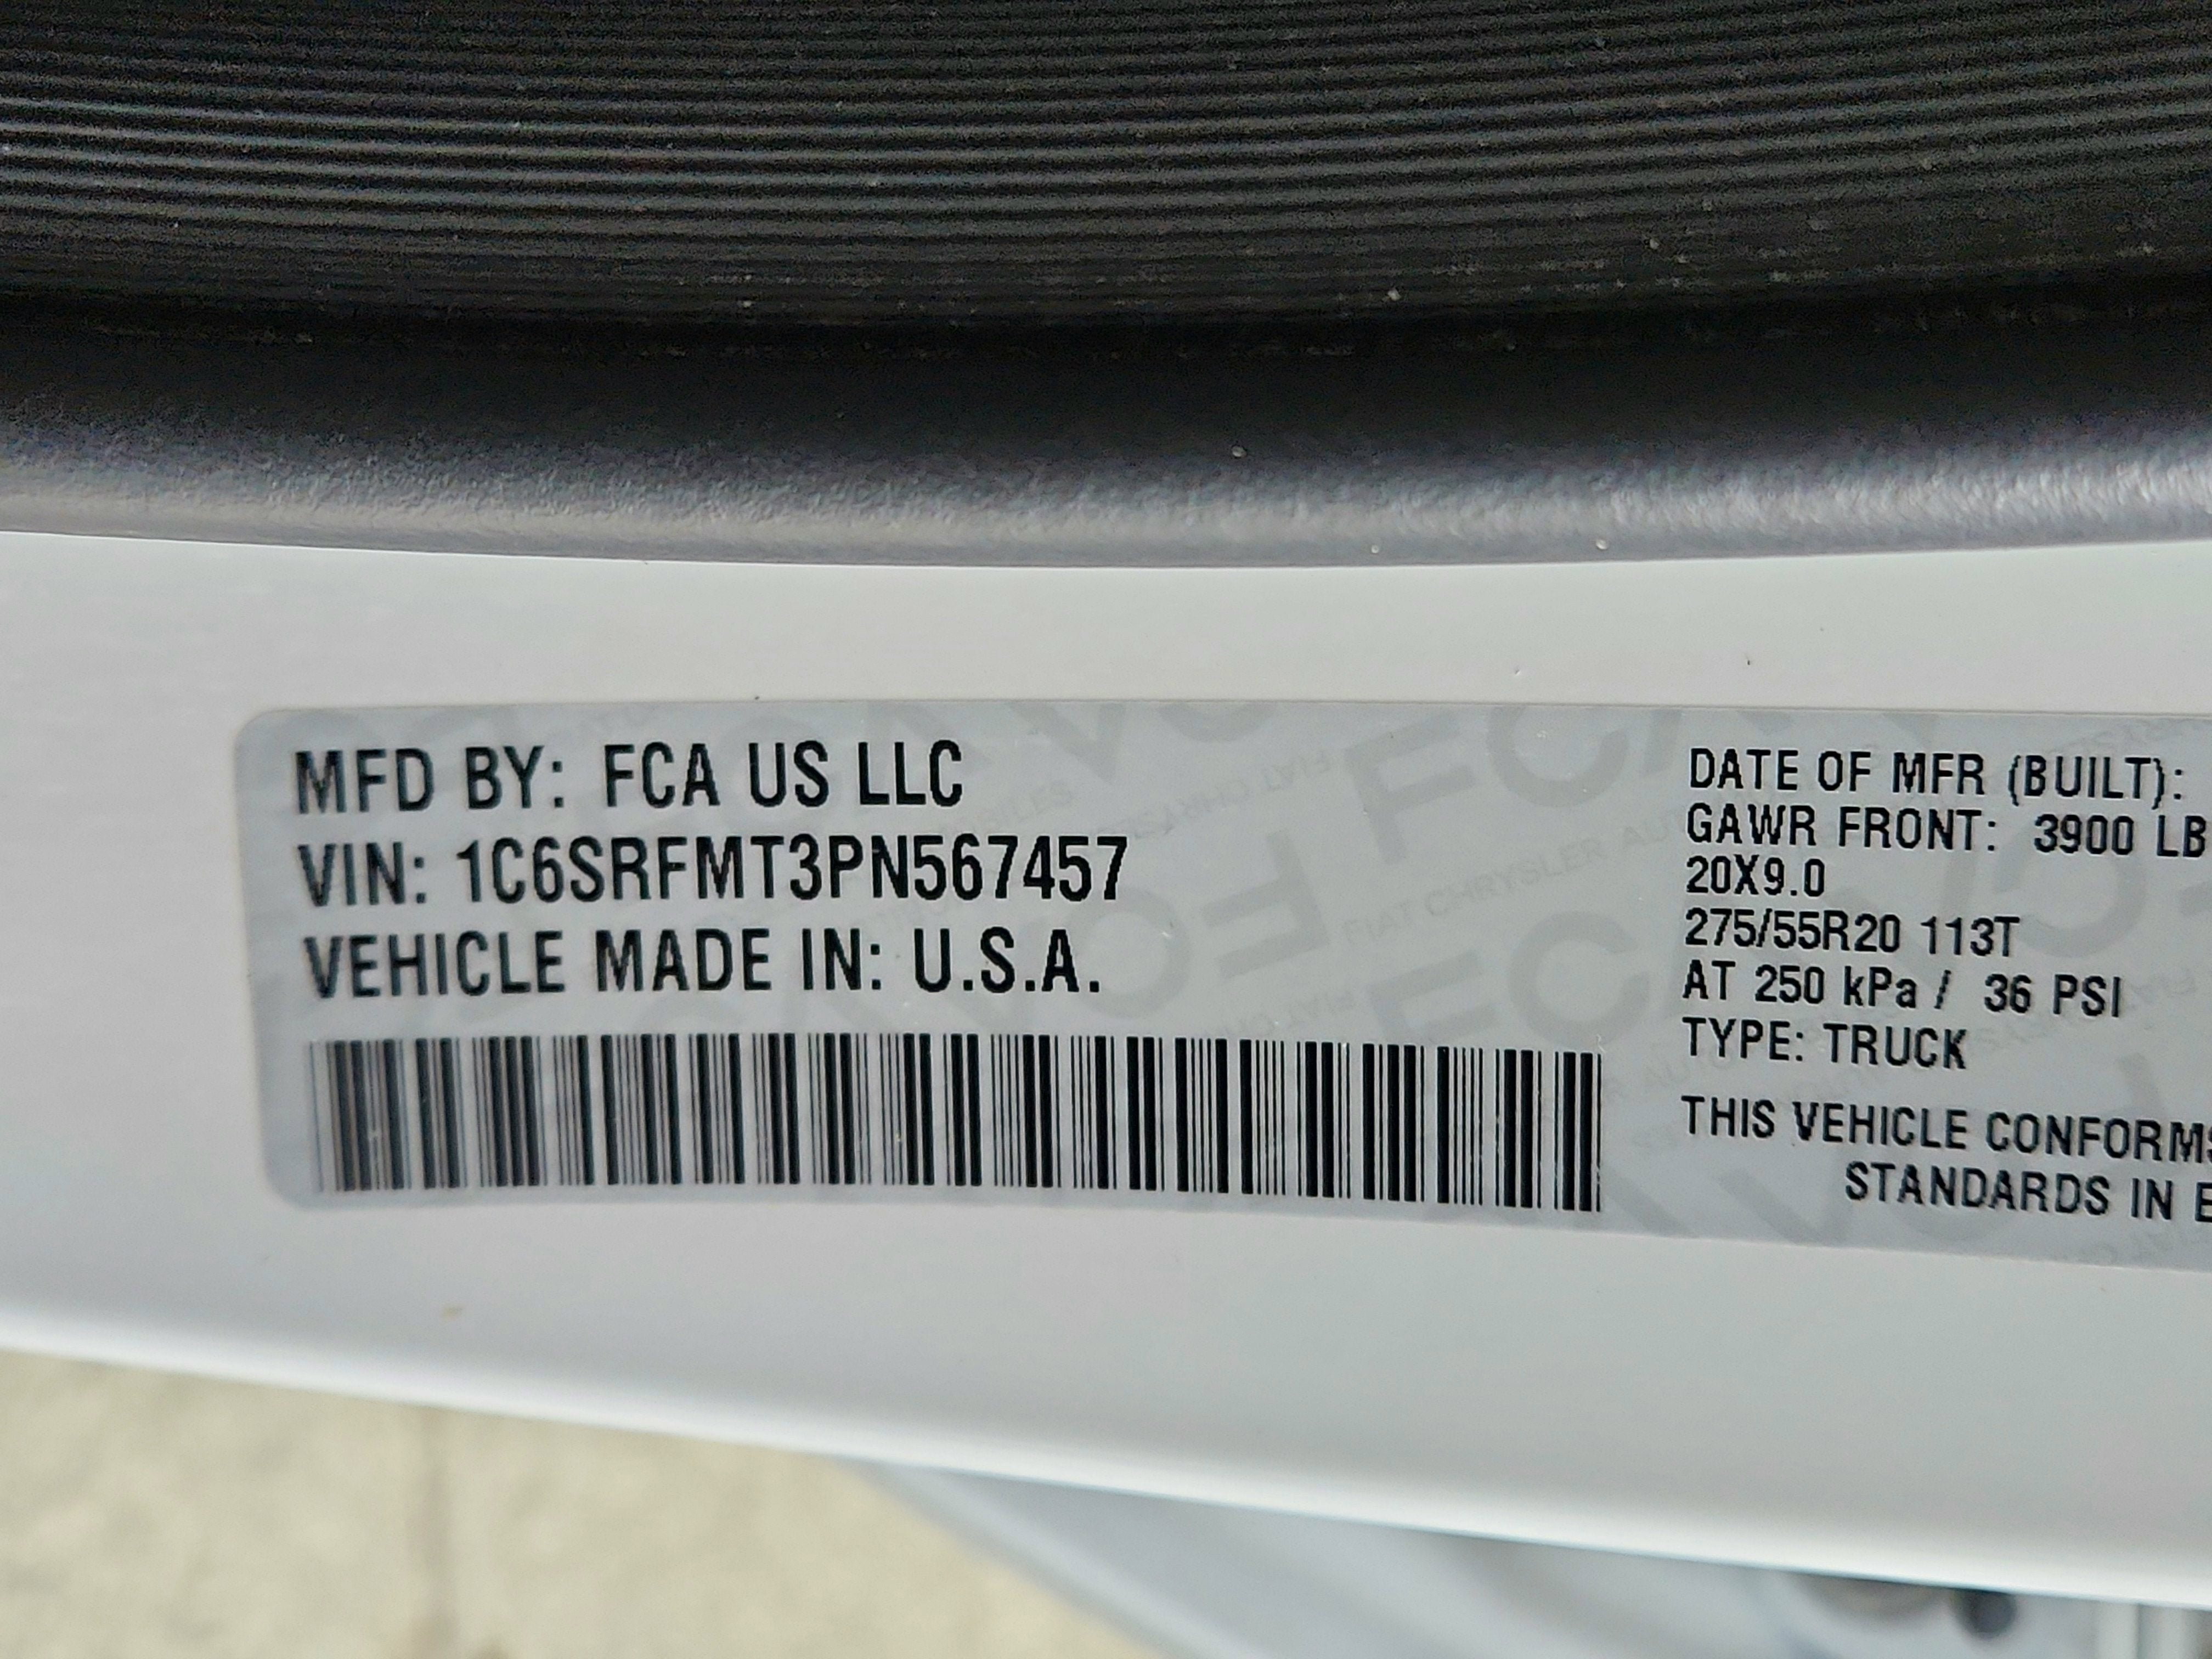 MFD BY: FCA US LLC
VIN: 1C6SRFMT3PN567457
VEHICLE MADE IN: U.S.A.
DATE OF MFR (BUILT):
GAWR FRONT: 3900 LB
20X9.0
275/55R20 113T
AT 250 kPa / 36 PSI
TYPE: TRUCK
THIS VEHICLE CONFORMS
STANDARDS IN